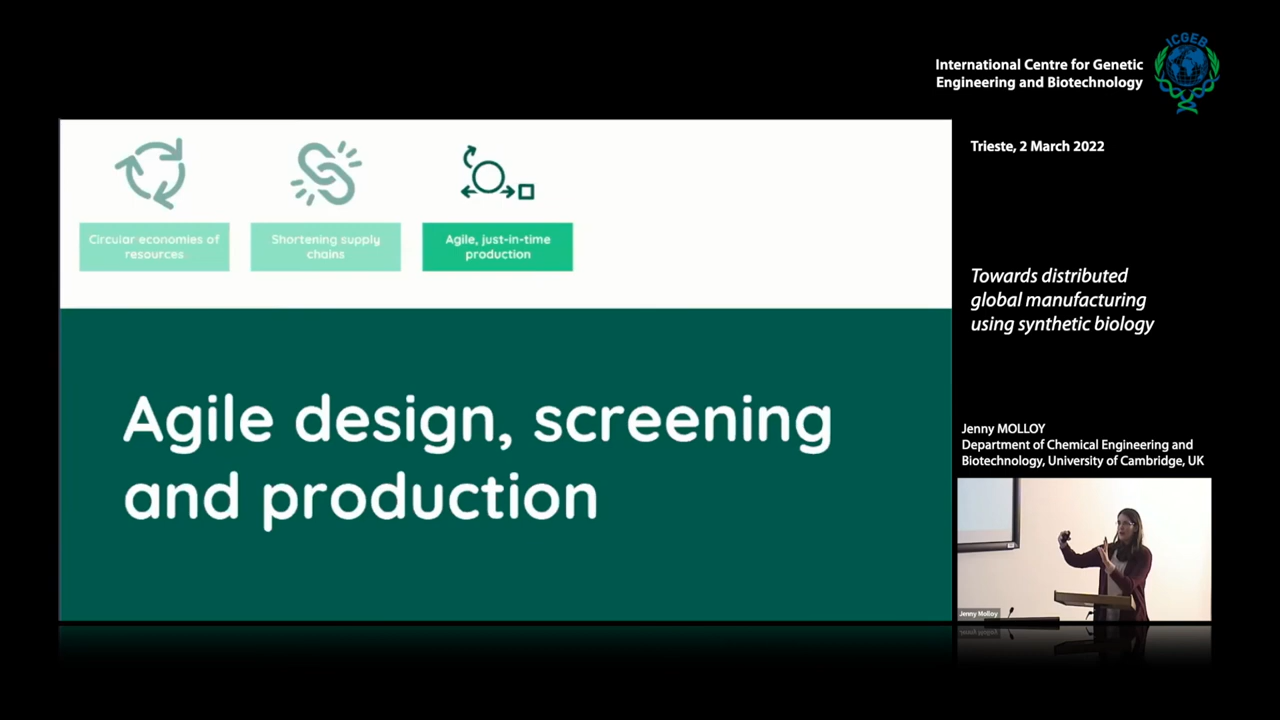 International Centre for Genetic
Engineering and Biotechnology
ICGEB
Trieste, 2 March 2022
Circular economies of
resources
Shortening supply
chains
Agile, just-in-time
production
Agile design, screening
and production
Towards distributed
global manufacturing
using synthetic biology
Jenny MOLLOY
Department of Chemical Engineering and
Biotechnology, University of Cambridge, UK
Jenny Molloy